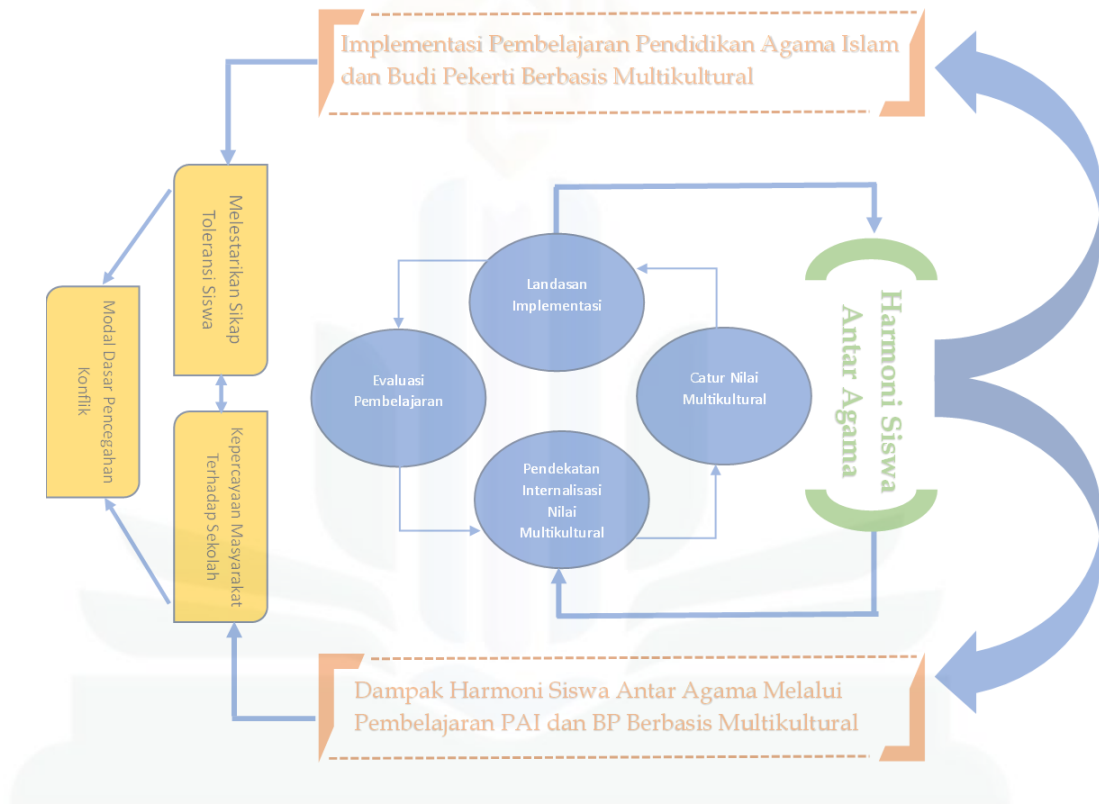 Implementasi Pembelajaran Pendidikan Agama Islam
dan Budi Pekerti Berbasis Multikultural
Melestarikan Sikap
Toleransi Siswa
Modal Dasar Pencegahan
Konflik
Kepercayaan Masyarakat
Terhadap Sekolah
Landasan
Implementasi
Evaluasi
Pembelajaran
Catur Nilai
Multikultural
Pendekatan
Internalisasi
Nilai
Multikultural
Harmoni Siswa
Antar Agama
Dampak Harmoni Siswa Antar Agama Melalui
Pembelajaran PAI dan BP Berbasis Multikultural